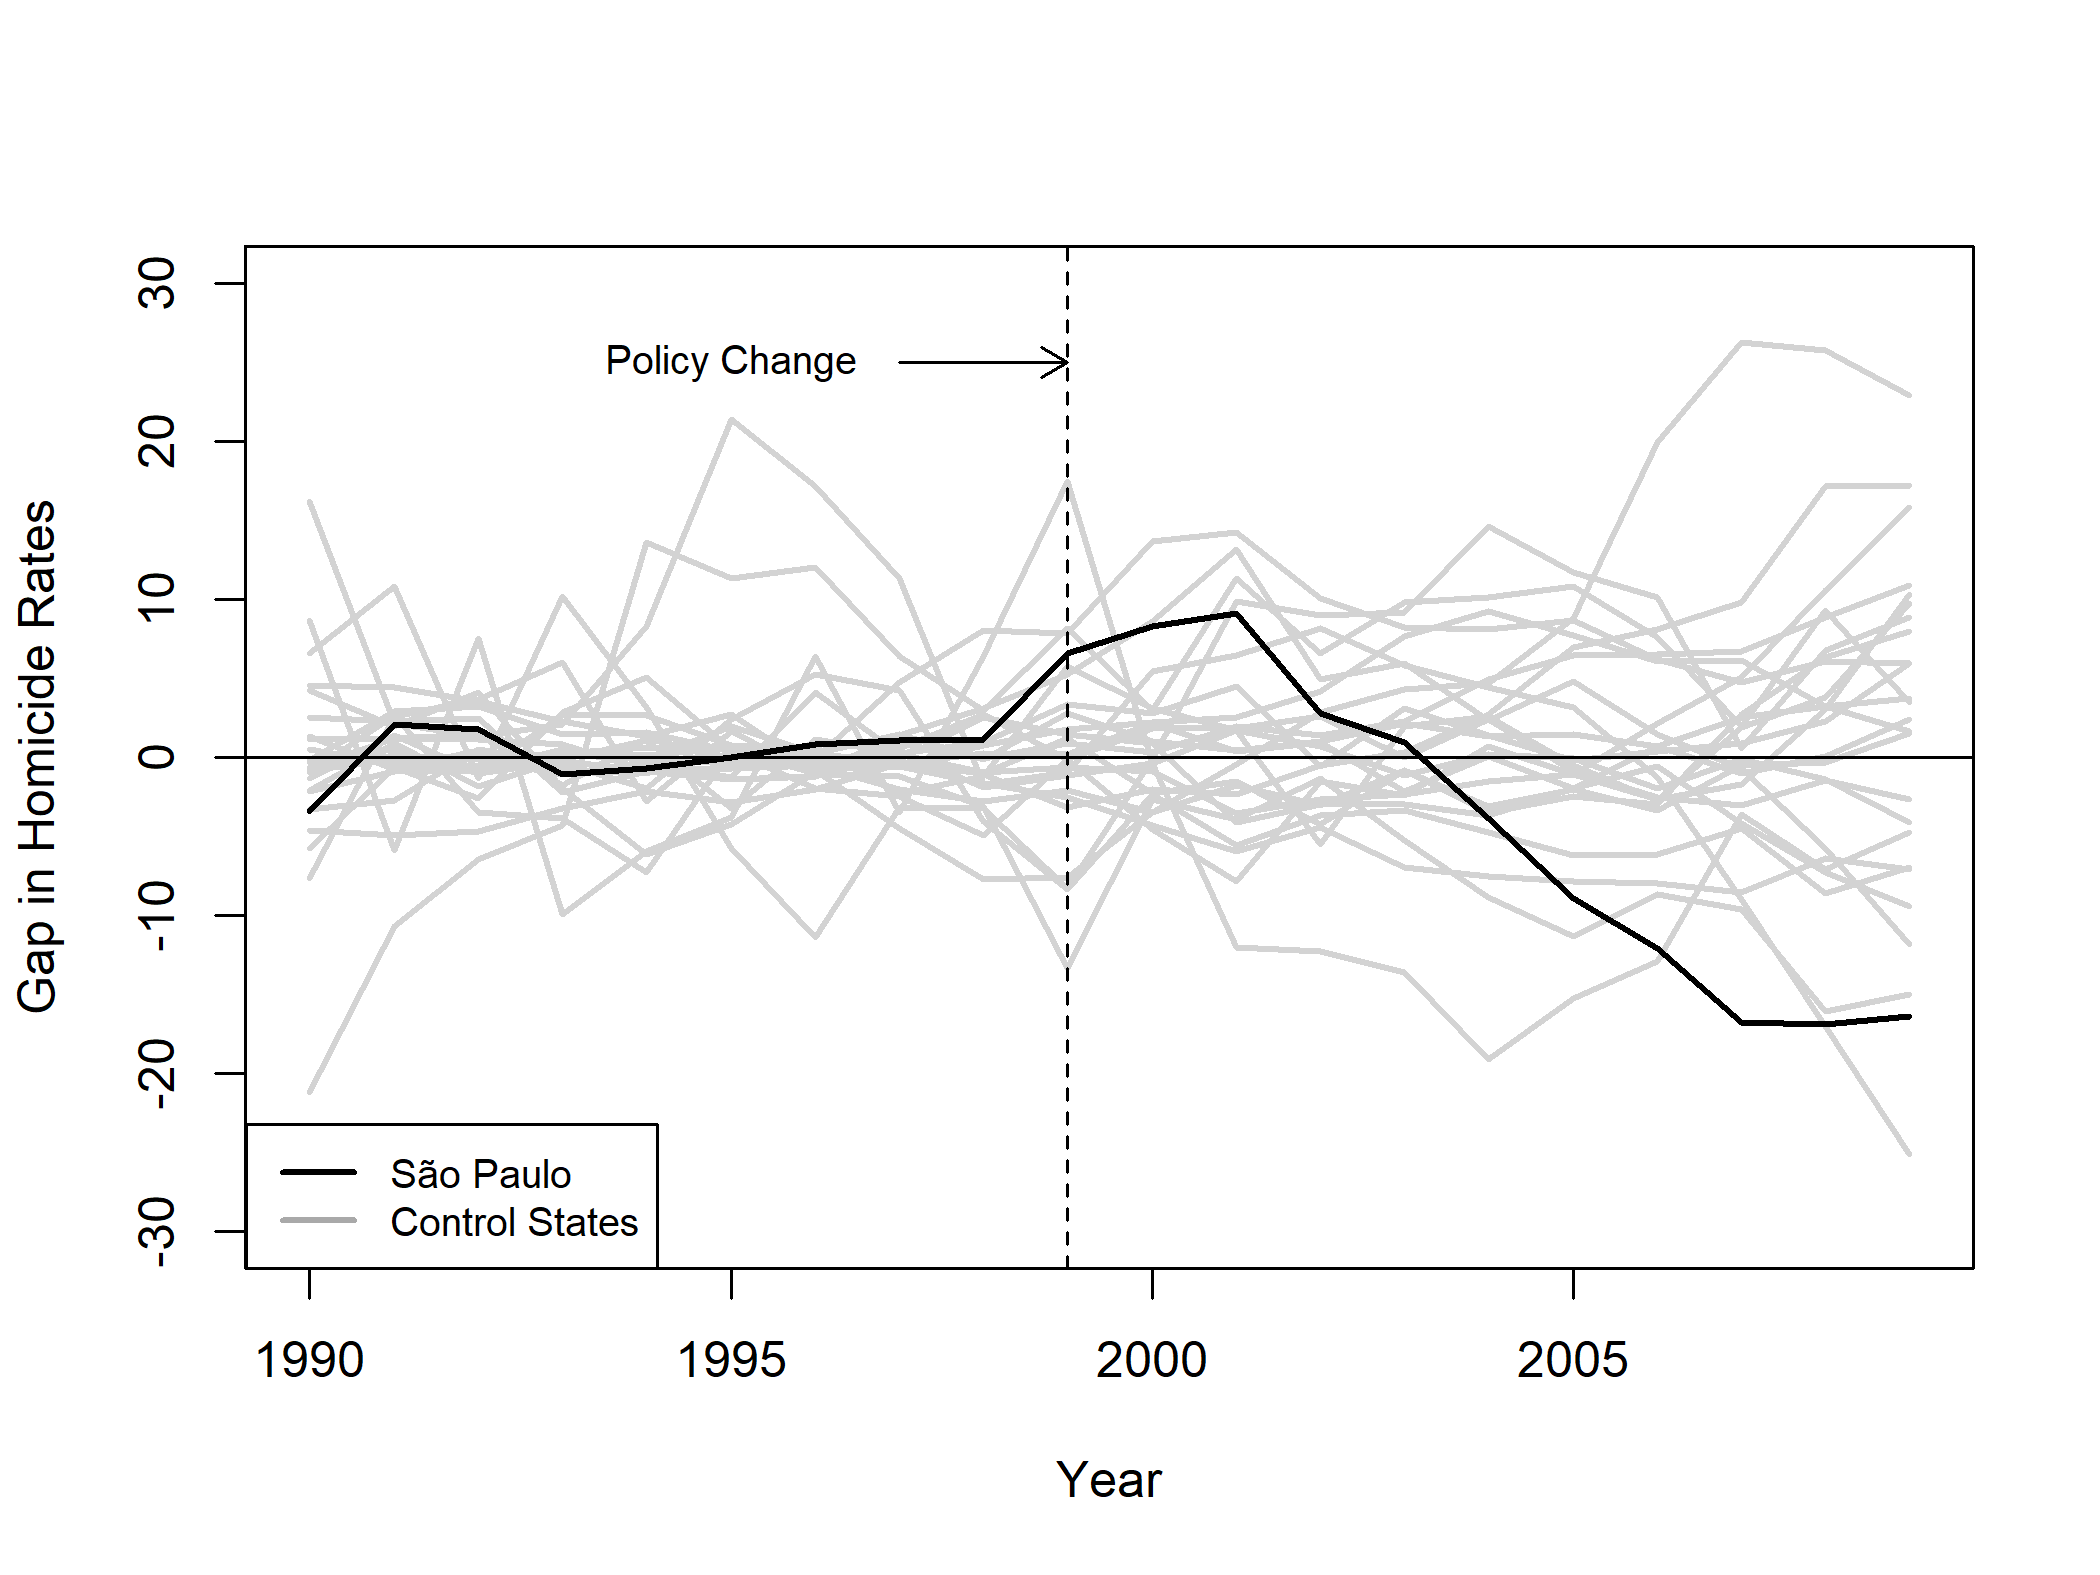 30
20
10
0
-10
-20
-30
Gap in Homicide Rates
Policy Change
São Paulo
Control States
1990 1995 2000 2005
Year